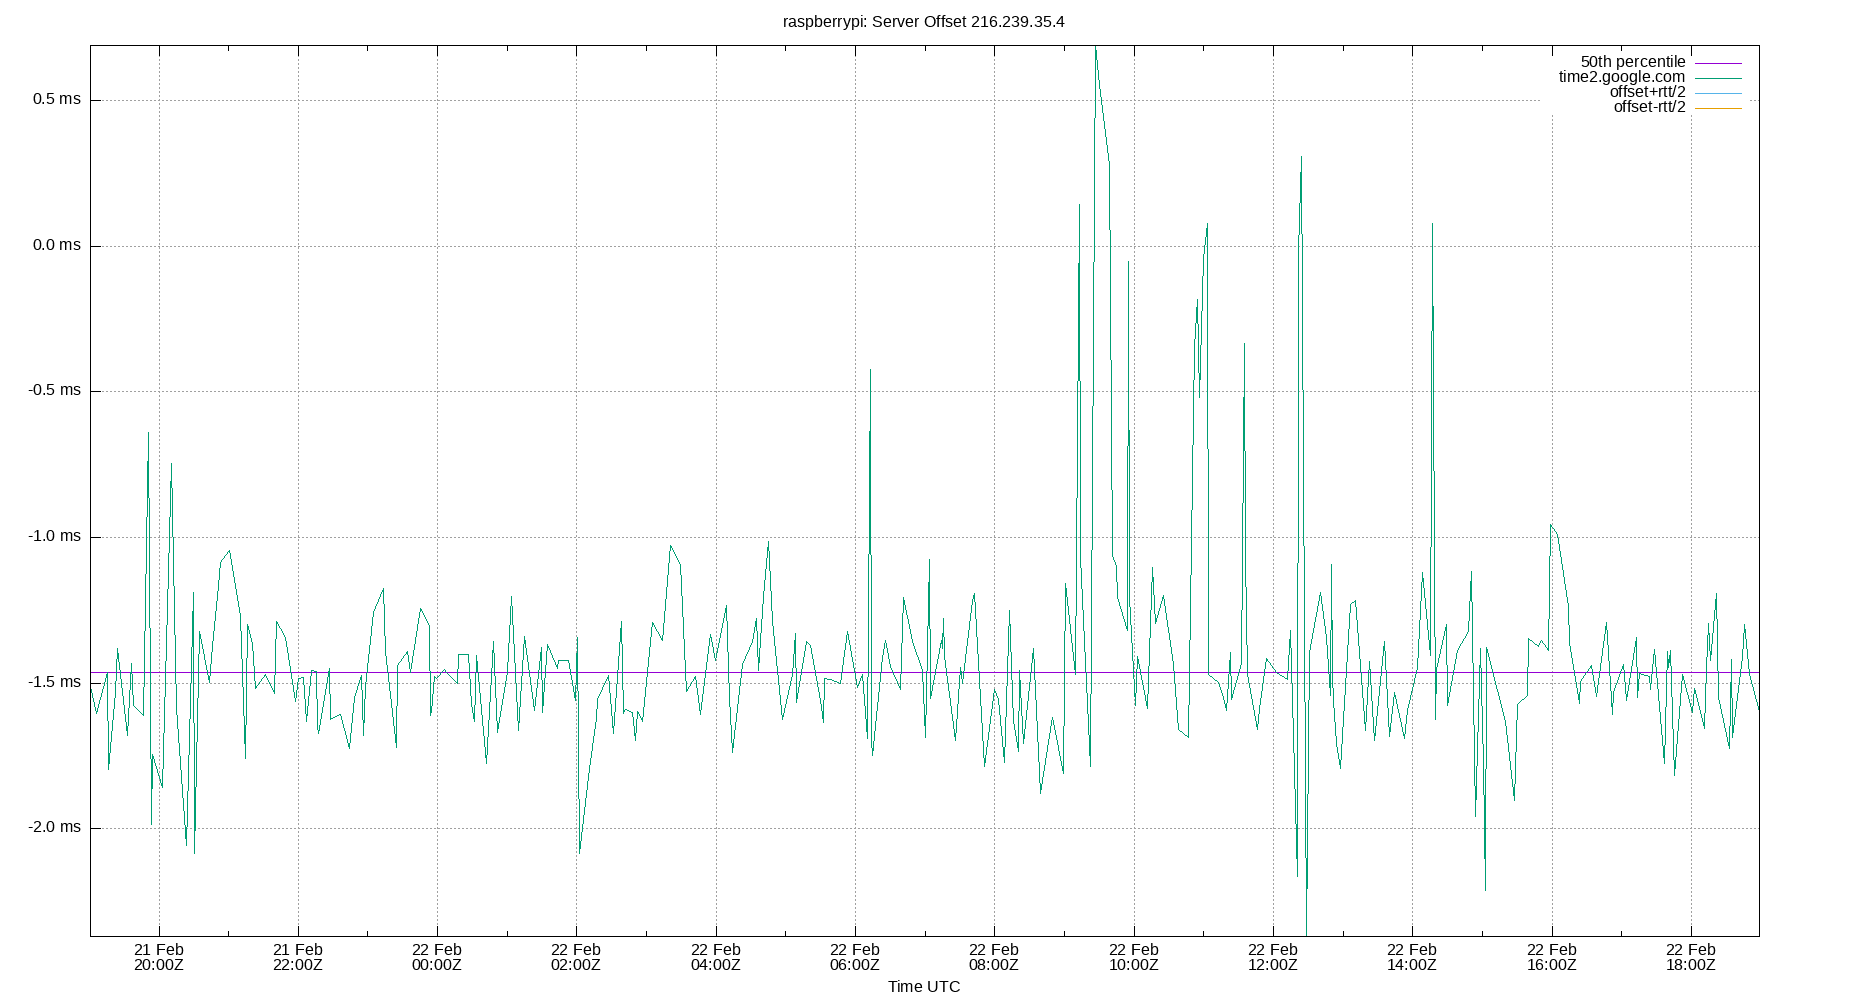 raspberrypi: Server Offset 216.239.35.4
50th percentile
time2.google.com
offset+rtt/2
offset-rtt/2
0.5 ms
0.0 ms
-0.5 ms
-1.0 ms
-1.5 ms
-2.0 ms
21 Feb 21 Feb 22 Feb 22 Feb 22 Feb 22 Feb 22 Feb 22 Feb 22 Feb 22 Feb 22 Feb 22 Feb
20:00Z 22:00Z 00:00Z 02:00Z 04:00Z 06:00Z 08:00Z 10:00Z 12:00Z 14:00Z 16:00Z 18:00Z
Time UTC